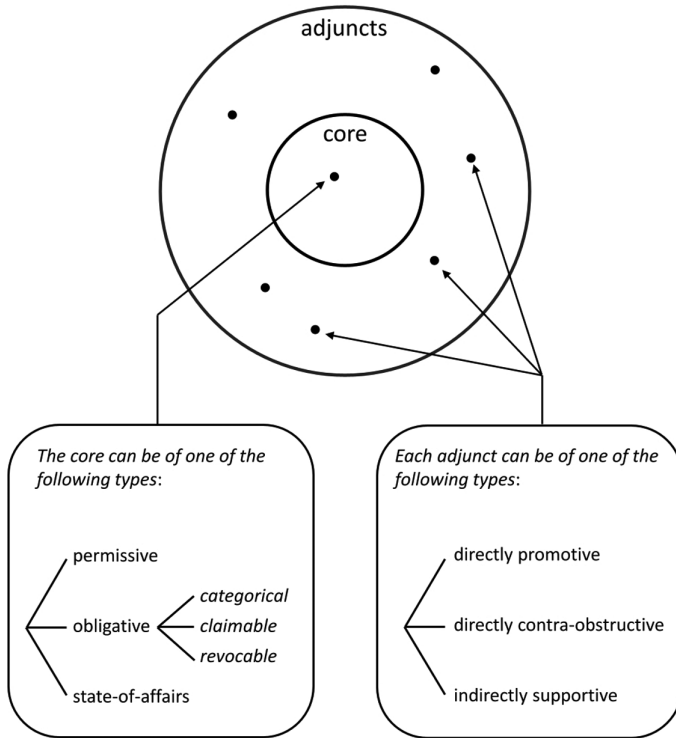 adjuncts
core
The core can be of one of the
following types:
permissive
obligative
categorical
claimable
revocable
state-of-affairs
Each adjunct can be of one of the
following types:
directly promotive
directly contra-obstructive
indirectly supportive